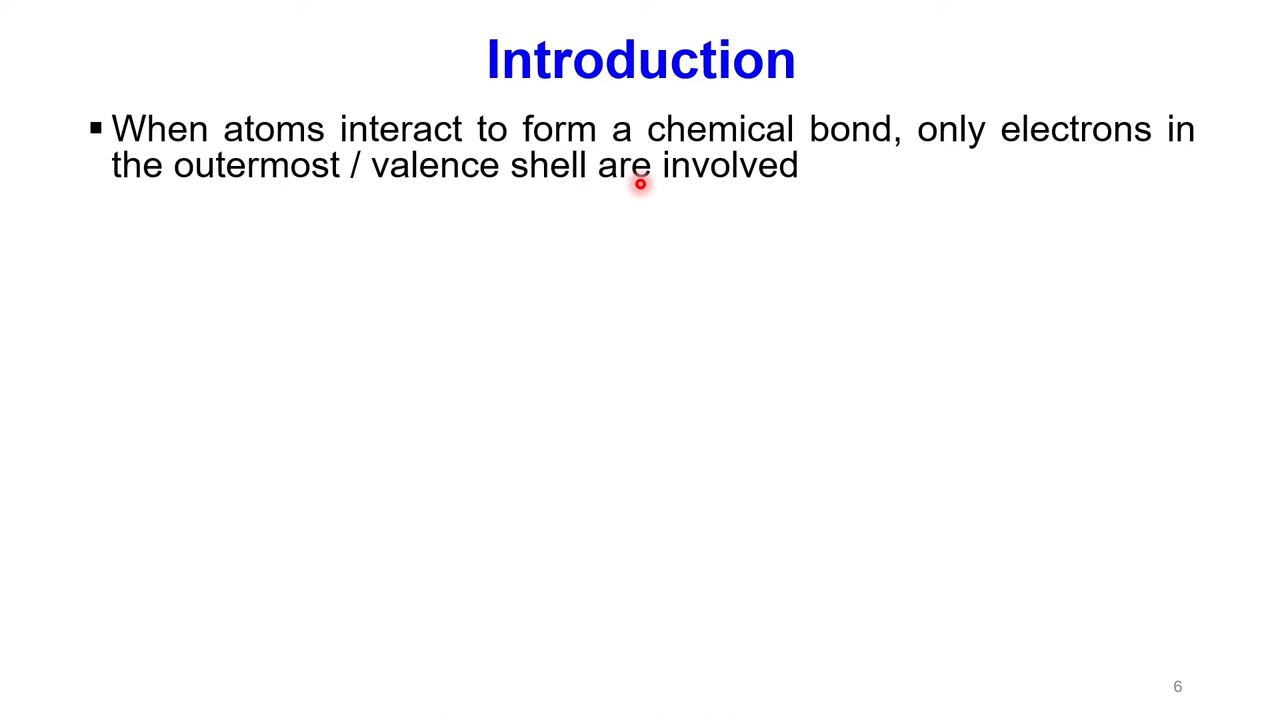 Introduction
▪ When atoms interact to form a chemical bond, only electrons in
the outermost / valence shell are involved
6